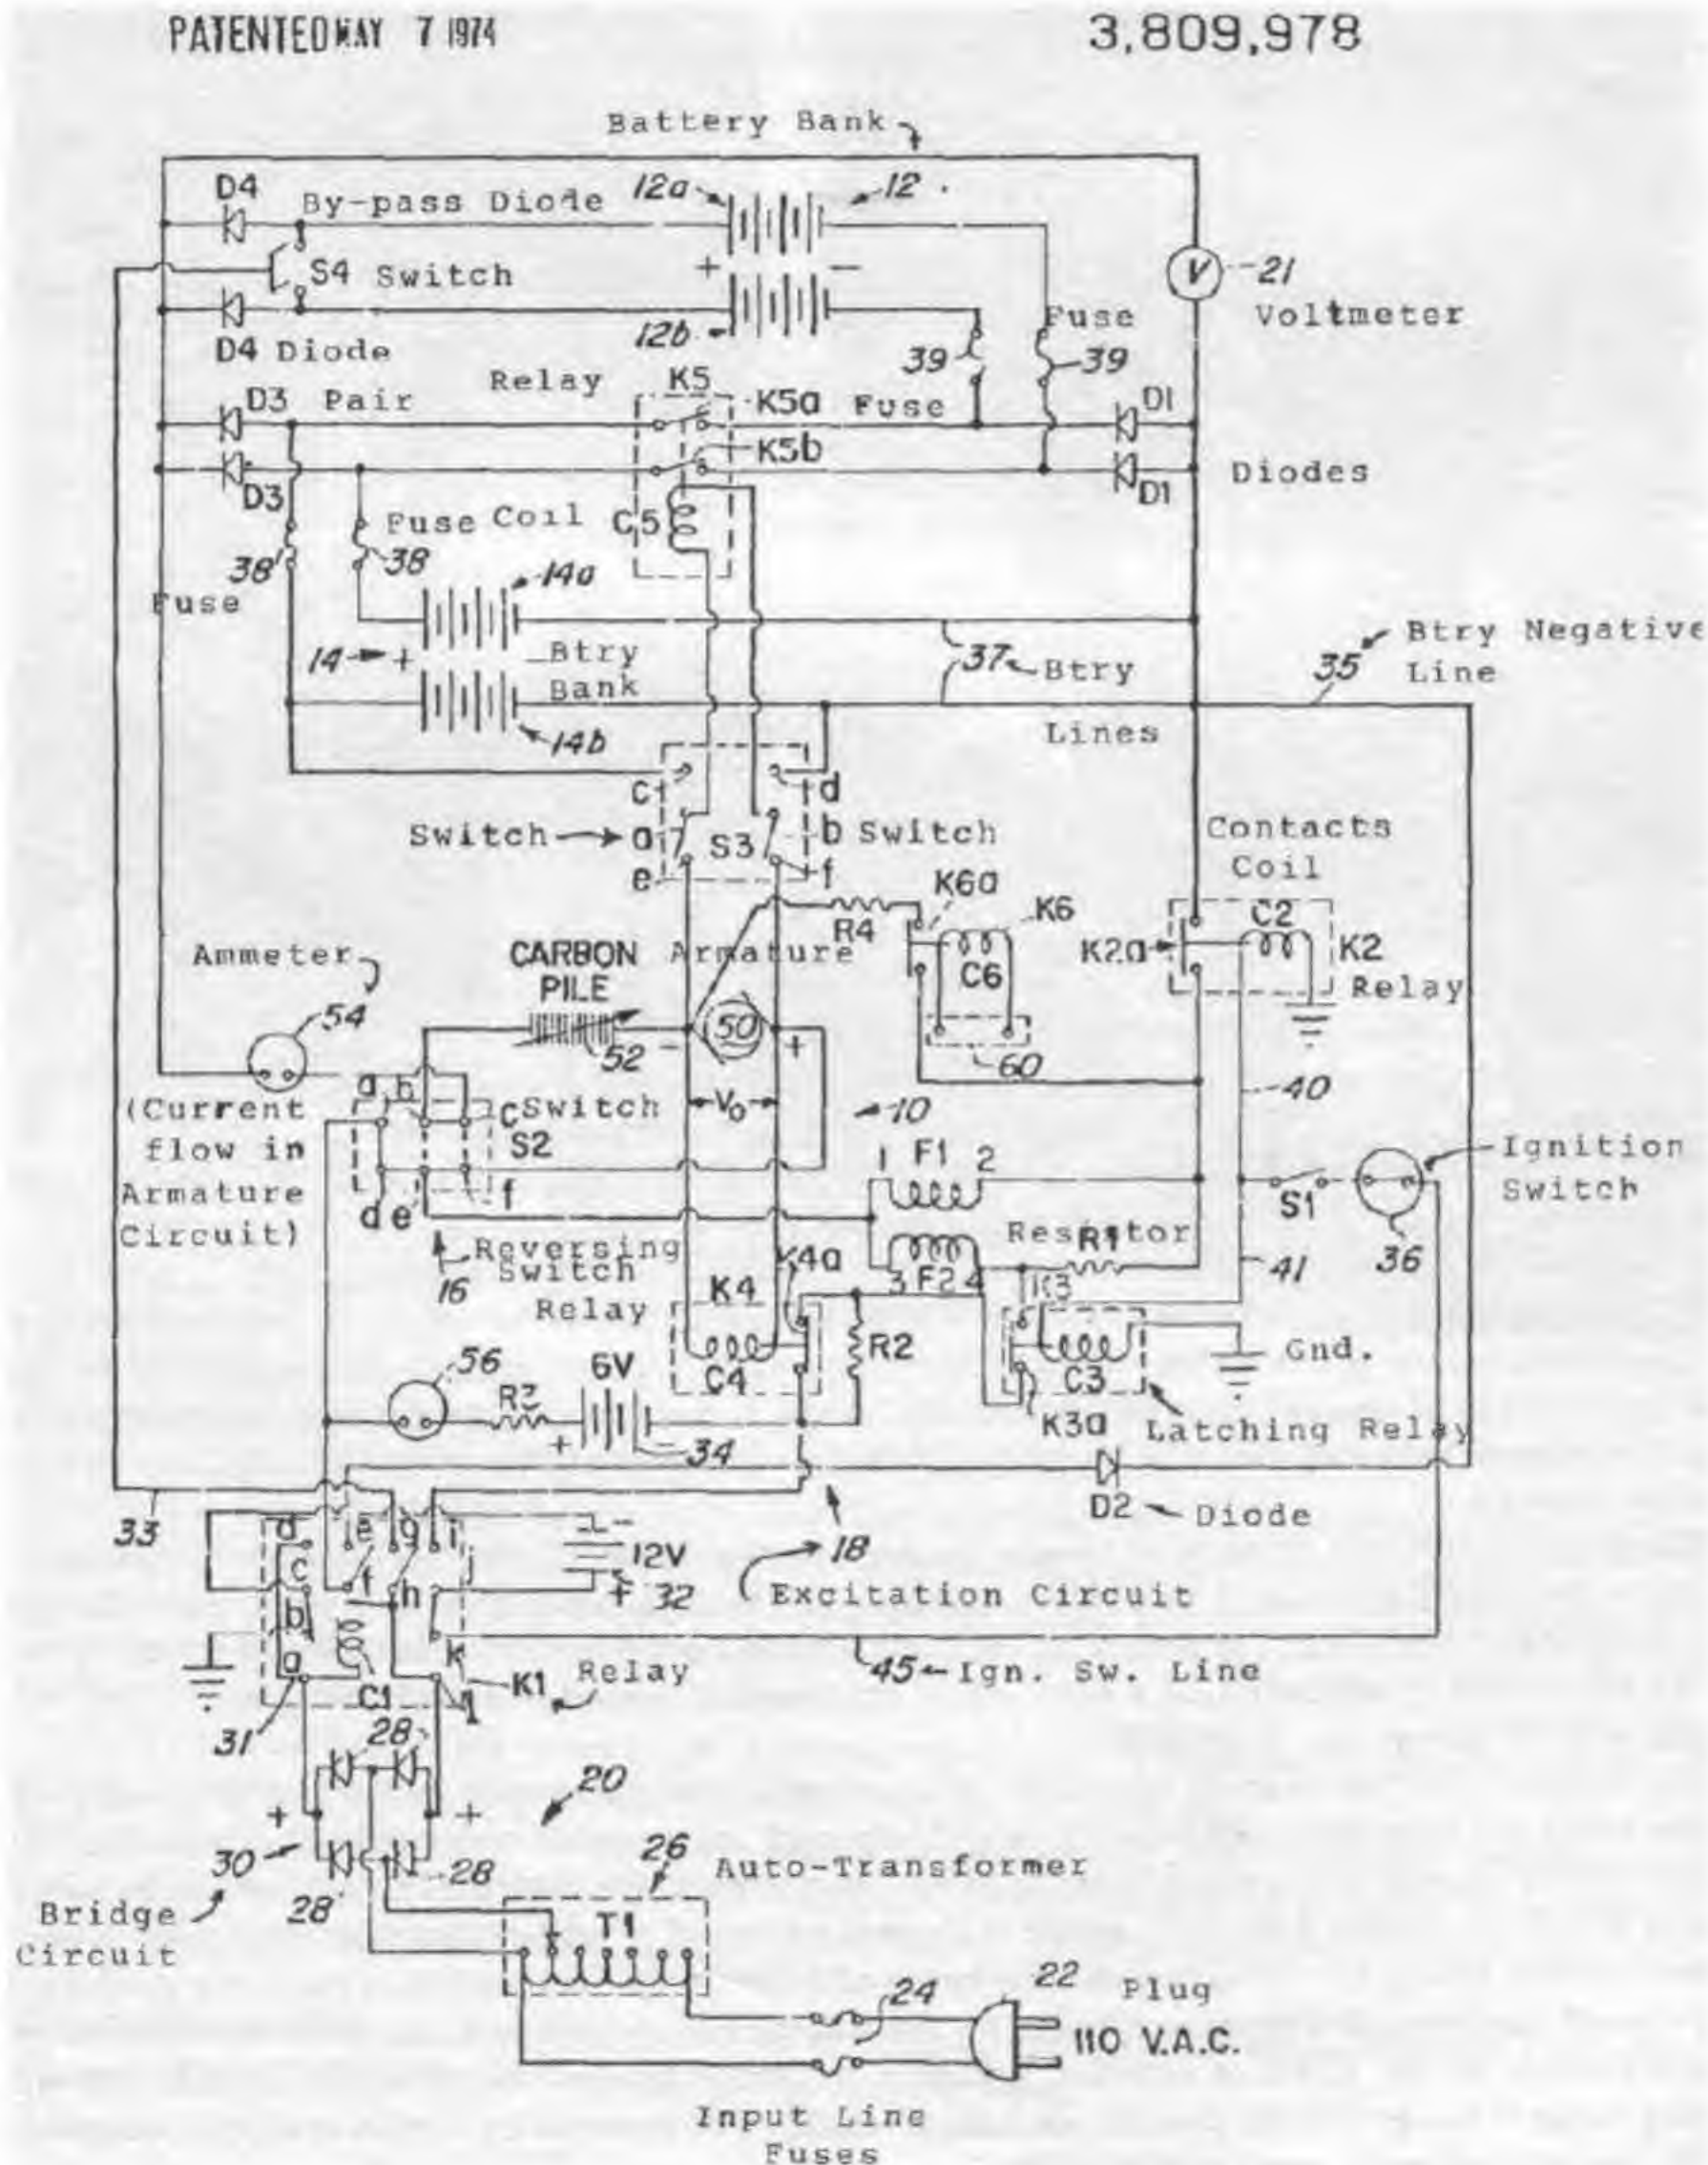 PATENTED MAY 7 1974
3,809,978
Battery Bank
D4
By-pass Diode
12a
12
S4 Switch
+
—
V
21
Voltmeter
D4 Diode
12b
Fuse
39
39
Relay
K5
D3 Pair
K5a
Fuse
D1
K5b
D3
D1
Diodes
Fuse
Coil
C5
38
38
Fuse
14a
14
+
—
Btry
Bank
37
Btry
Lines
35
Btry Negative
Line
14b
c
d
Switch
a
S3
b
Switch
e
f
Contacts
Coil
K6a
K6
R4
C6
C2
K2a
K2
Relay
Ammeter
CARBON
PILE
Armature
54
52
-
50
+
60
a
b
c
Switch
S2
Vo
10
40
(Current
flow in
Armature
Circuit)
d
e
f
1
F1
2
S1
Ignition
Switch
36
Reversing
Switch
16
Resistor
R1
3
F2
4
41
K4a
K4
Relay
K3
R2
C4
C3
Gnd.
56
R3
6V
+
-
34
K3a
Latching Relay
D2
Diode
33
d
e
g
i
c
f
h
j
b
a
k
l
12V
-
+
32
18
Excitation Circuit
C1
K1
Relay
45
Ign. Sw. Line
31
28
+
+
20
30
28
28
Bridge
Circuit
26
Auto-Transformer
T1
24
22
Plug
110 V.A.C.
Input Line
Fuses